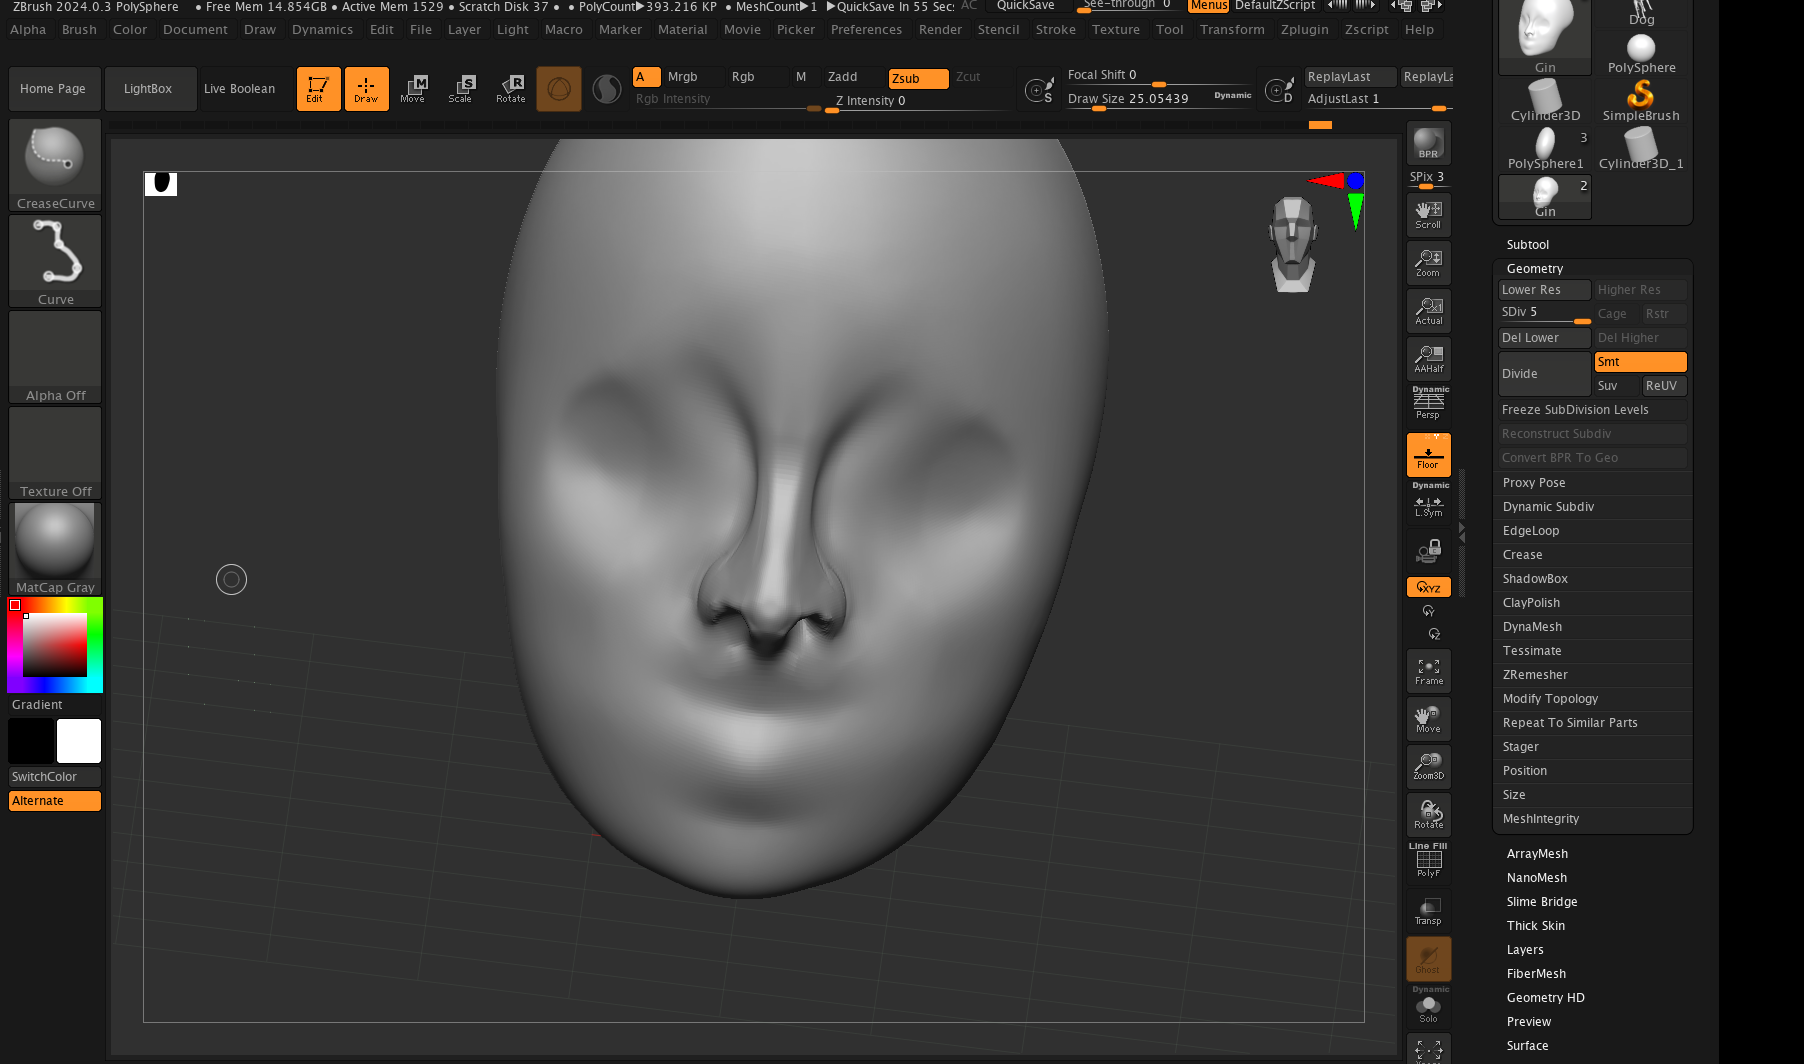 ZBrush 2024.0.3 PolySphere • Free Mem 14.854GB • Active Mem 1529 • Scratch Disk 37 • • PolyCount▶393.216 KP • MeshCount▶1 ▶QuickSave In 55 Sec: AC QuickSave See-through 0 Menus DefaultZScript
Alpha Brush Color Document Draw Dynamics Edit File Layer Light Macro Marker Material Movie Picker Preferences Render Stencil Stroke Texture Tool Transform Zplugin Zscript Help
Home Page LightBox Live Boolean Edit Draw Move Scale Rotate
M S R
A Mrgb Rgb M Zadd Zsub Zcut
Rgb Intensity Z Intensity 0
S Focal Shift 0
Draw Size 25.05439 Dynamic
D ReplayLast ReplayLa
AdjustLast 1
CreaseCurve
Curve
Alpha Off
Texture Off
MatCap Gray
Gradient
SwitchColor
Alternate
BPR
SPix 3
Scroll
Zoom
x1
Actual
AAHalf
Dynamic
Persp
Floor
Dynamic
L.Sym
XYZ
Y
Z
Frame
Move
Zoom3D
Rotate
Line Fill
PolyF
Transp
Ghost
Dynamic
Solo
Dog
Gin
PolySphere
Cylinder3D
SimpleBrush
3
PolySphere1
Cylinder3D_1
2
Gin
Subtool
Geometry
Lower Res Higher Res
SDiv 5 Cage Rstr
Del Lower Del Higher
Divide Smt
Suv ReUV
Freeze SubDivision Levels
Reconstruct Subdiv
Convert BPR To Geo
Proxy Pose
Dynamic Subdiv
EdgeLoop
Crease
ShadowBox
ClayPolish
DynaMesh
Tessimate
ZRemesher
Modify Topology
Repeat To Similar Parts
Stager
Position
Size
MeshIntegrity
ArrayMesh
NanoMesh
Slime Bridge
Thick Skin
Layers
FiberMesh
Geometry HD
Preview
Surface